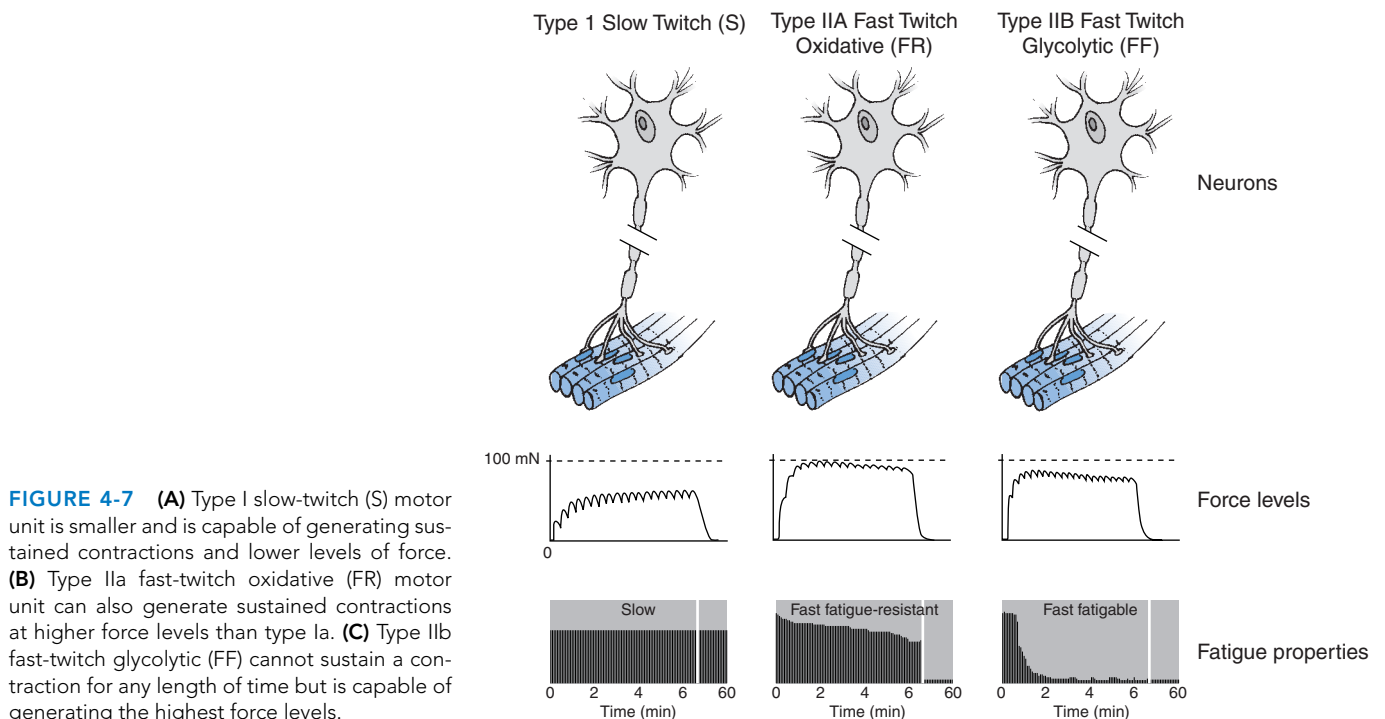 Type 1 Slow Twitch (S)
Type IIA Fast Twitch
Oxidative (FR)
Type IIB Fast Twitch
Glycolytic (FF)
Neurons
100 mN
0
Force levels
Slow
Fast fatigue-resistant
Fast fatigable
Fatigue properties
0 2 4 6 60
Time (min)
0 2 4 6 60
Time (min)
0 2 4 6 60
Time (min)
FIGURE 4-7 (A) Type I slow-twitch (S) motor
unit is smaller and is capable of generating sus-
tained contractions and lower levels of force.
(B) Type IIa fast-twitch oxidative (FR) motor
unit can also generate sustained contractions
at higher force levels than type Ia. (C) Type IIb
fast-twitch glycolytic (FF) cannot sustain a con-
traction for any length of time but is capable of
generating the highest force levels.